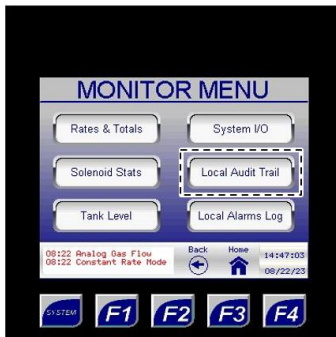 MONITOR MENU
Rates & Totals
System I/O
Solenoid Stats
Local Audit Trail
Tank Level
Local Alarms Log
08:22 Analog Gas Flow
08:22 Constant Rate Mode
Back
Home
14:47:03
08/22/23
SYSTEM
F1
F2
F3
F4